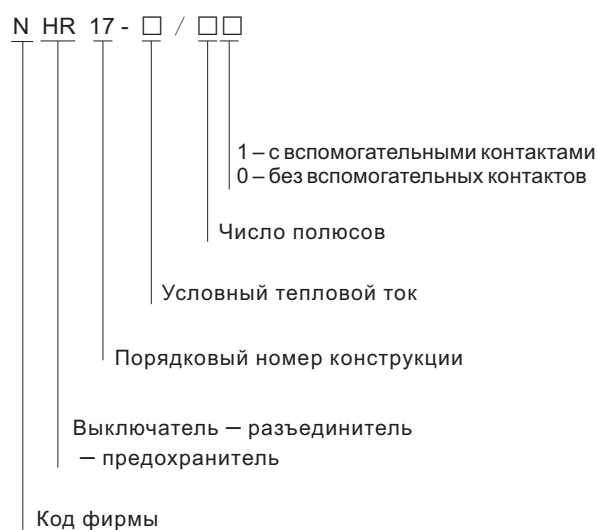 N HR 17 - □ / □□
1 – с вспомогательными контактами
0 – без вспомогательных контактов
Число полюсов
Условный тепловой ток
Порядковый номер конструкции
Выключатель — разъединитель
— предохранитель
Код фирмы